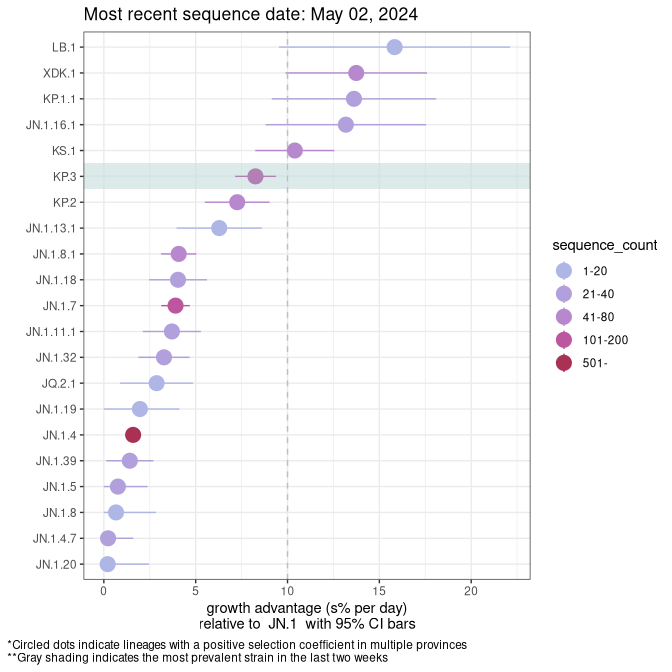 Most recent sequence date: May 02, 2024
LB.1
XDK.1
KP.1.1
JN.1.16.1
KS.1
KP.3
KP.2
JN.1.13.1
JN.1.8.1
JN.1.18
JN.1.7
JN.1.11.1
JN.1.32
JQ.2.1
JN.1.19
JN.1.4
JN.1.39
JN.1.5
JN.1.8
JN.1.4.7
JN.1.20
0 5 10 15 20
growth advantage (s% per day)
relative to JN.1 with 95% CI bars
sequence_count
1-20
21-40
41-80
101-200
501-
*Circled dots indicate lineages with a positive selection coefficient in multiple provinces
**Gray shading indicates the most prevalent strain in the last two weeks